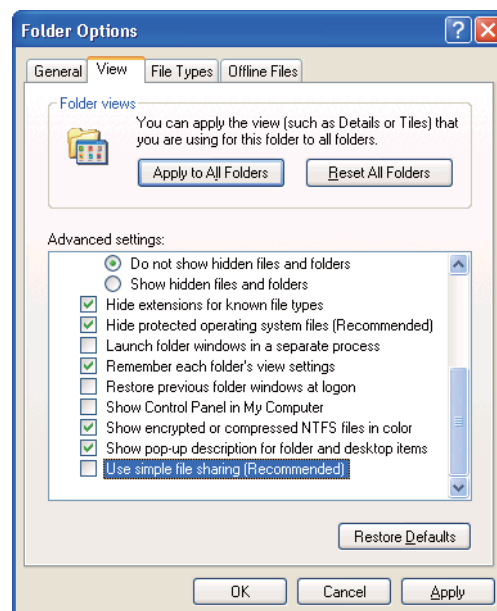 Folder Options
General View File Types Offline Files
Folder views
You can apply the view (such as Details or Tiles) that
you are using for this folder to all folders.
Apply to All Folders Reset All Folders
Advanced settings:
Do not show hidden files and folders
Show hidden files and folders
Hide extensions for known file types
Hide protected operating system files (Recommended)
Launch folder windows in a separate process
Remember each folder's view settings
Restore previous folder windows at logon
Show Control Panel in My Computer
Show encrypted or compressed NTFS files in color
Show pop-up description for folder and desktop items
Use simple file sharing (Recommended)
Restore Defaults
OK Cancel Apply